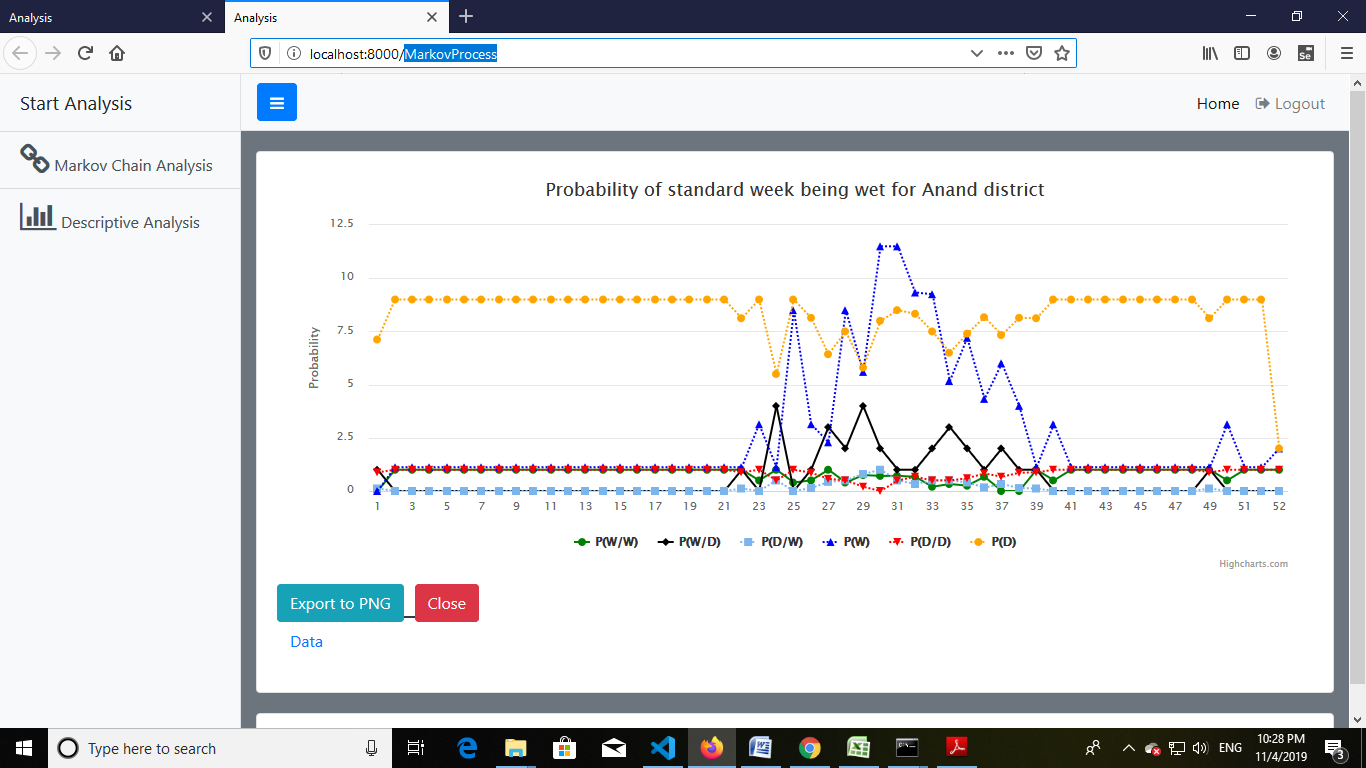 Analysis
Analysis
localhost:8000/MarkovProcess
Start Analysis
Home
Logout
Markov Chain Analysis
Descriptive Analysis
Probability of standard week being wet for Anand district
Probability
12.5
10
7.5
5
2.5
0
1 3 5 7 9 11 13 15 17 19 21 23 25 27 29 31 33 35 37 39 41 43 45 47 49 51 52
P(W/W) P(W/D) P(D/W) P(W) P(D/D) P(D)
Highcharts.com
Export to PNG
Close
Data
Type here to search
ENG
10:28 PM
11/4/2019
3